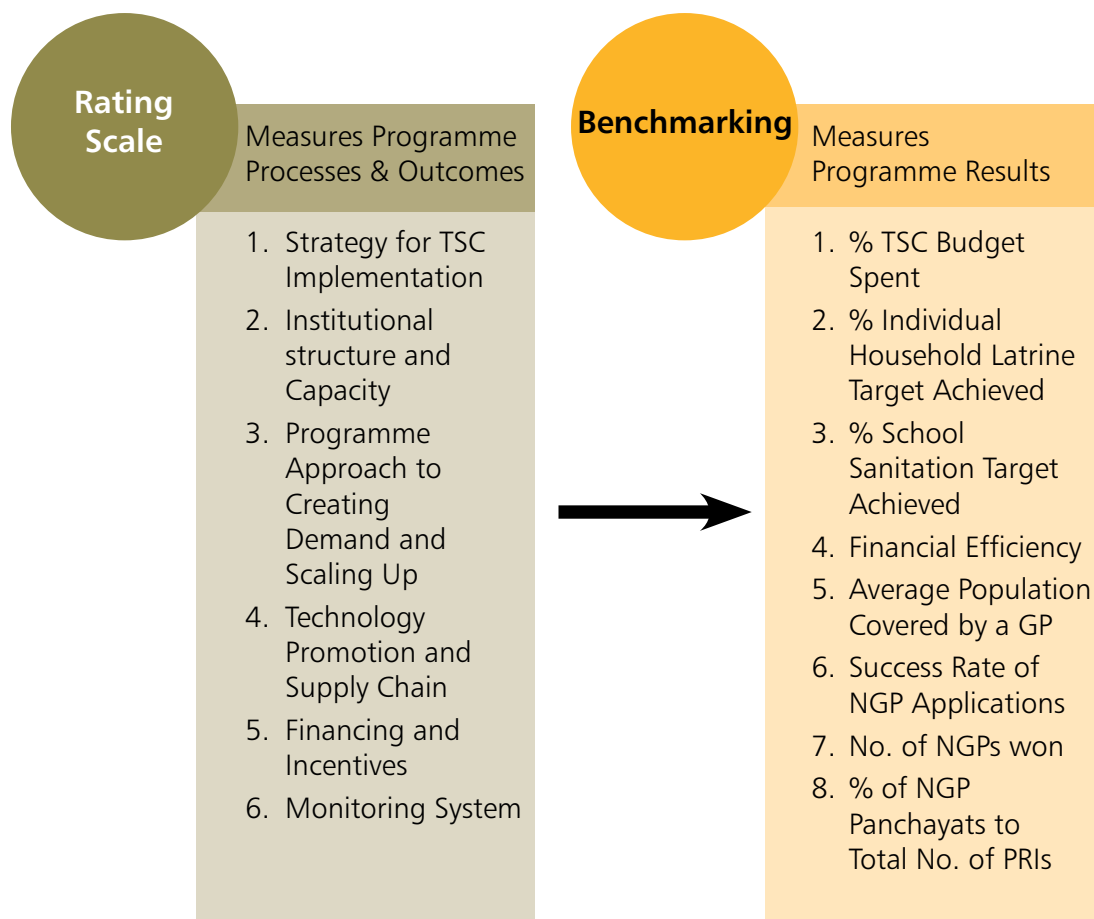 Rating
Scale
Measures Programme
Processes & Outcomes
1. Strategy for TSC
Implementation
2. Institutional
structure and
Capacity
3. Programme
Approach to
Creating
Demand and
Scaling Up
4. Technology
Promotion and
Supply Chain
5. Financing and
Incentives
6. Monitoring System
Benchmarking
Measures
Programme Results
1. % TSC Budget
Spent
2. % Individual
Household Latrine
Target Achieved
3. % School
Sanitation Target
Achieved
4. Financial Efficiency
5. Average Population
Covered by a GP
6. Success Rate of
NGP Applications
7. No. of NGPs won
8. % of NGP
Panchayats to
Total No. of PRIs